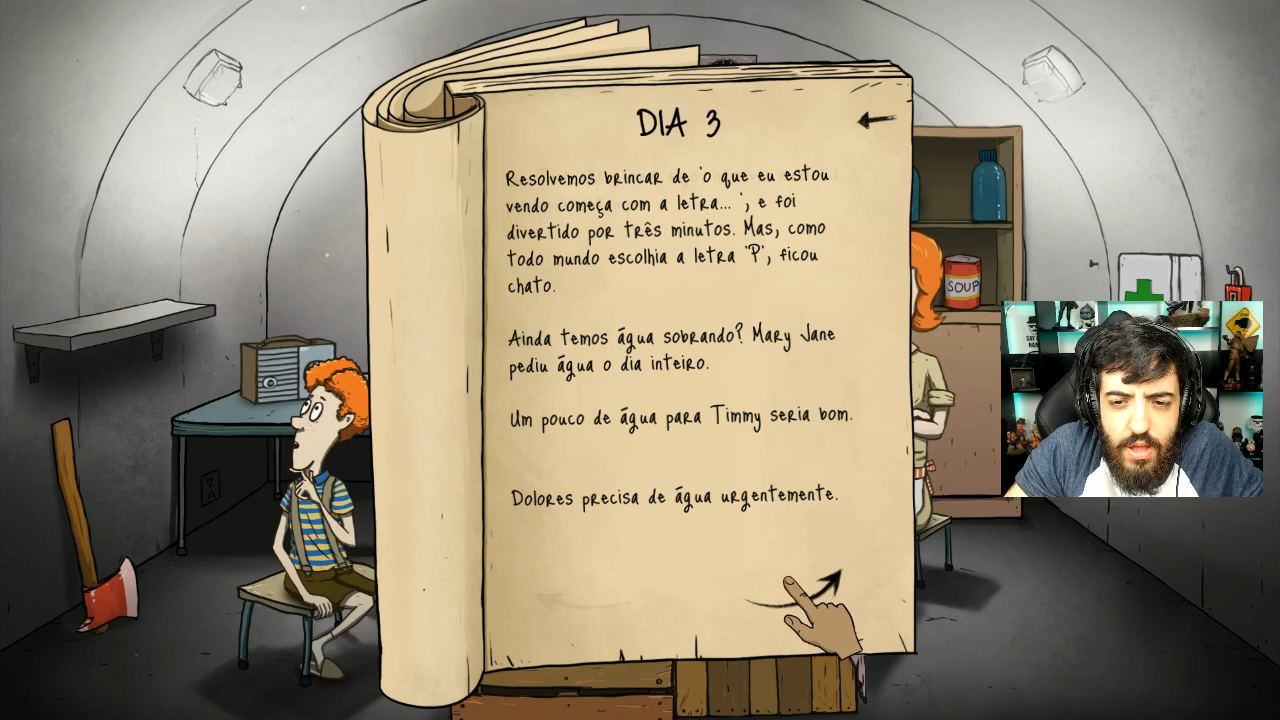 DIA 3
Resolvemos brincar de 'o que eu estou
vendo começa com a letra... ', e foi
divertido por três minutos. Mas, como
todo mundo escolhia a letra 'P', ficou
chato.
Ainda temos água sobrando? Mary Jane
pediu água o dia inteiro.
Um pouco de água para Timmy seria bom.
Dolores precisa de água urgentemente.
SOUP